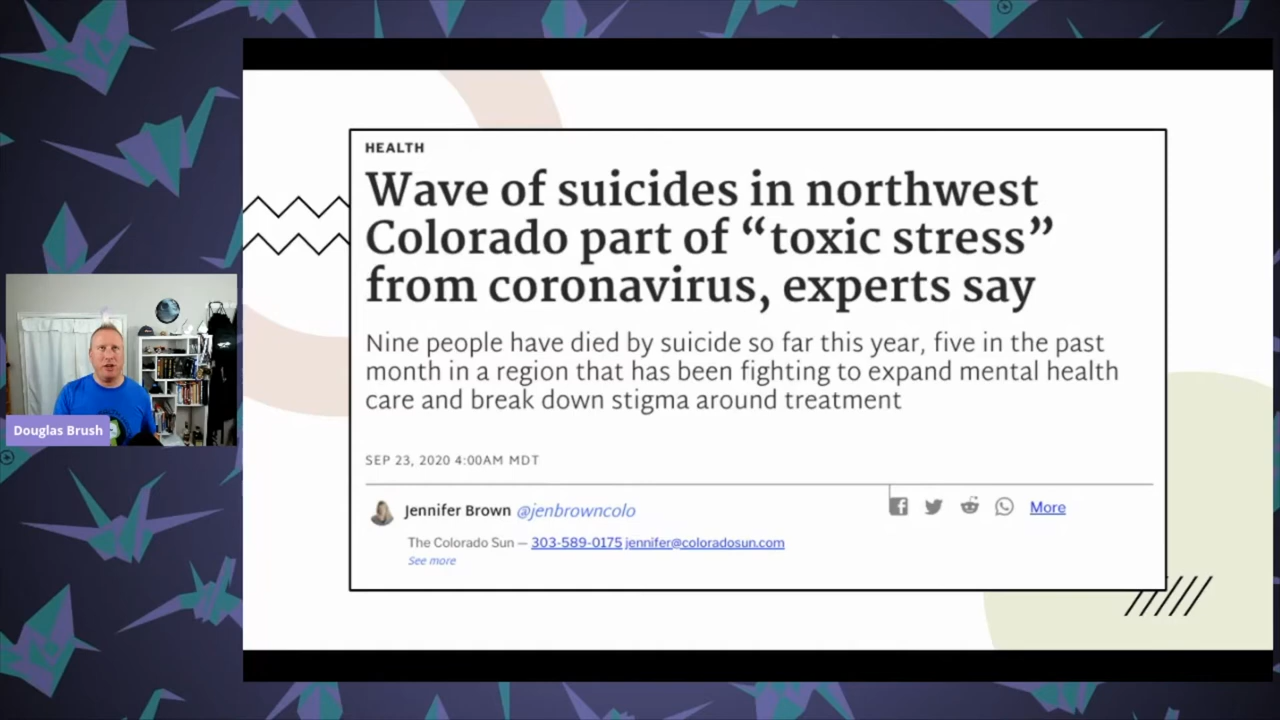 HEALTH
Wave of suicides in northwest
Colorado part of “toxic stress”
from coronavirus, experts say
Nine people have died by suicide so far this year, five in the past
month in a region that has been fighting to expand mental health
care and break down stigma around treatment
SEP 23, 2020 4:00AM MDT
Jennifer Brown @jenbrowncolo
More
The Colorado Sun — 303-589-0175 jennifer@coloradosun.com
See more
Douglas Brush